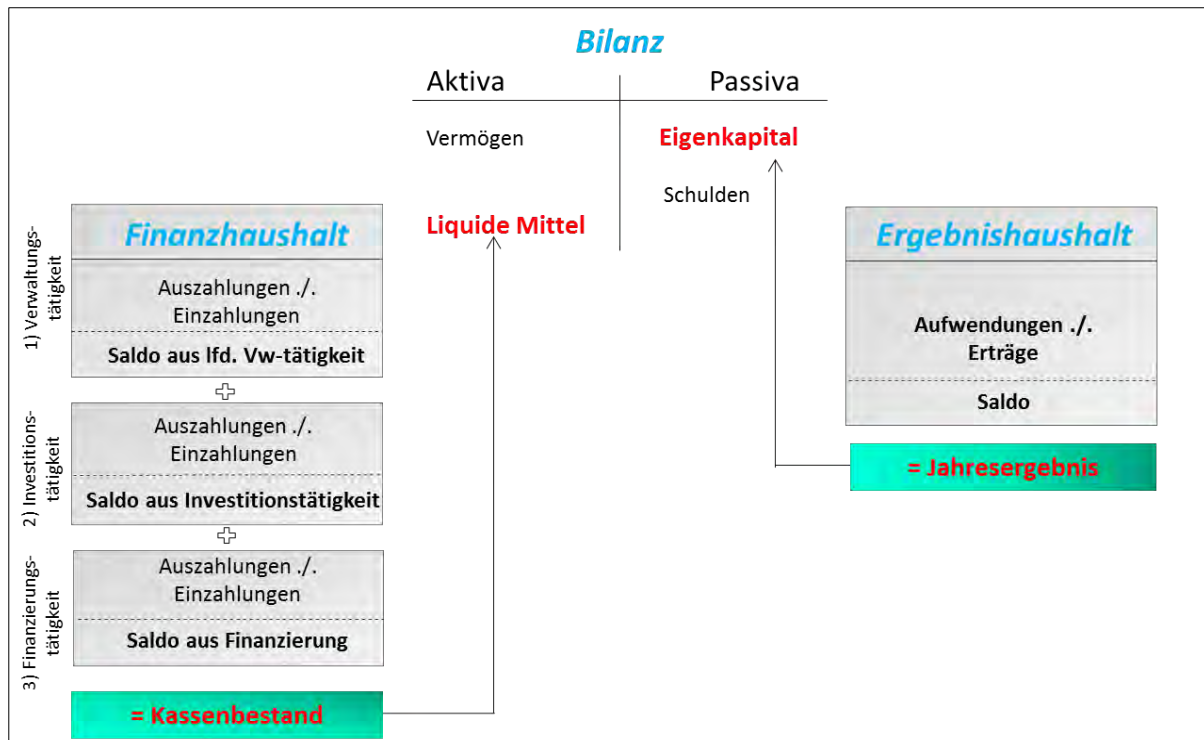 Bilanz
Aktiva
Passiva
Vermögen
Eigenkapital
Schulden
Liquide Mittel
1) Verwaltungs-
tätigkeit
Finanzhaushalt
Auszahlungen ./.
Einzahlungen
Saldo aus lfd. Vw-tätigkeit
2) Investitions-
tätigkeit
Auszahlungen ./.
Einzahlungen
Saldo aus Investitionstätigkeit
3) Finanzierungs-
tätigkeit
Auszahlungen ./.
Einzahlungen
Saldo aus Finanzierung
= Kassenbestand
Ergebnishaushalt
Aufwendungen ./.
Erträge
Saldo
= Jahresergebnis